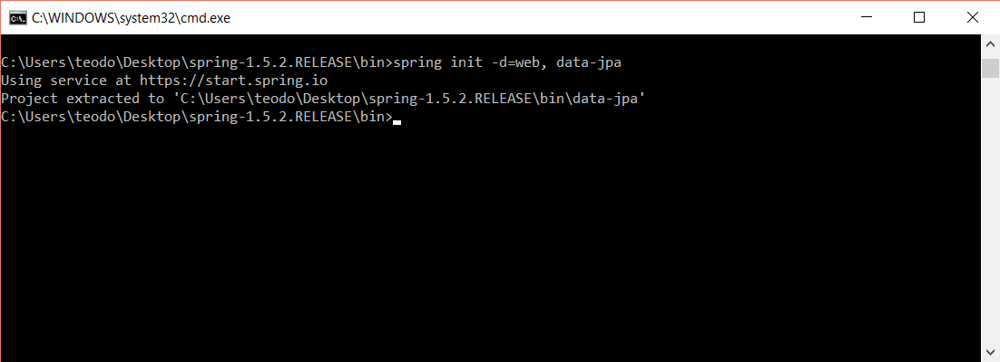 C:\WINDOWS\system32\cmd.exe
C:\Users\teodo\Desktop\spring-1.5.2.RELEASE\bin>spring init -d=web, data-jpa
Using service at https://start.spring.io
Project extracted to 'C:\Users\teodo\Desktop\spring-1.5.2.RELEASE\bin\data-jpa'
C:\Users\teodo\Desktop\spring-1.5.2.RELEASE\bin>